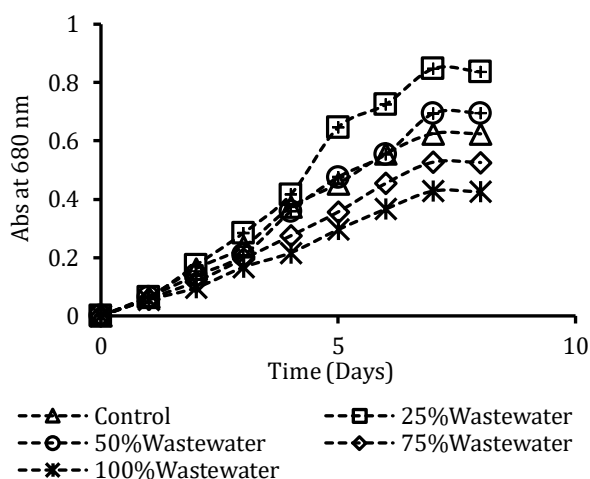 1
0.8
0.6
0.4
0.2
0
Abs at 680 nm
0 5 10
Time (Days)
Control 25%Wastewater
50%Wastewater 75%Wastewater
100%Wastewater